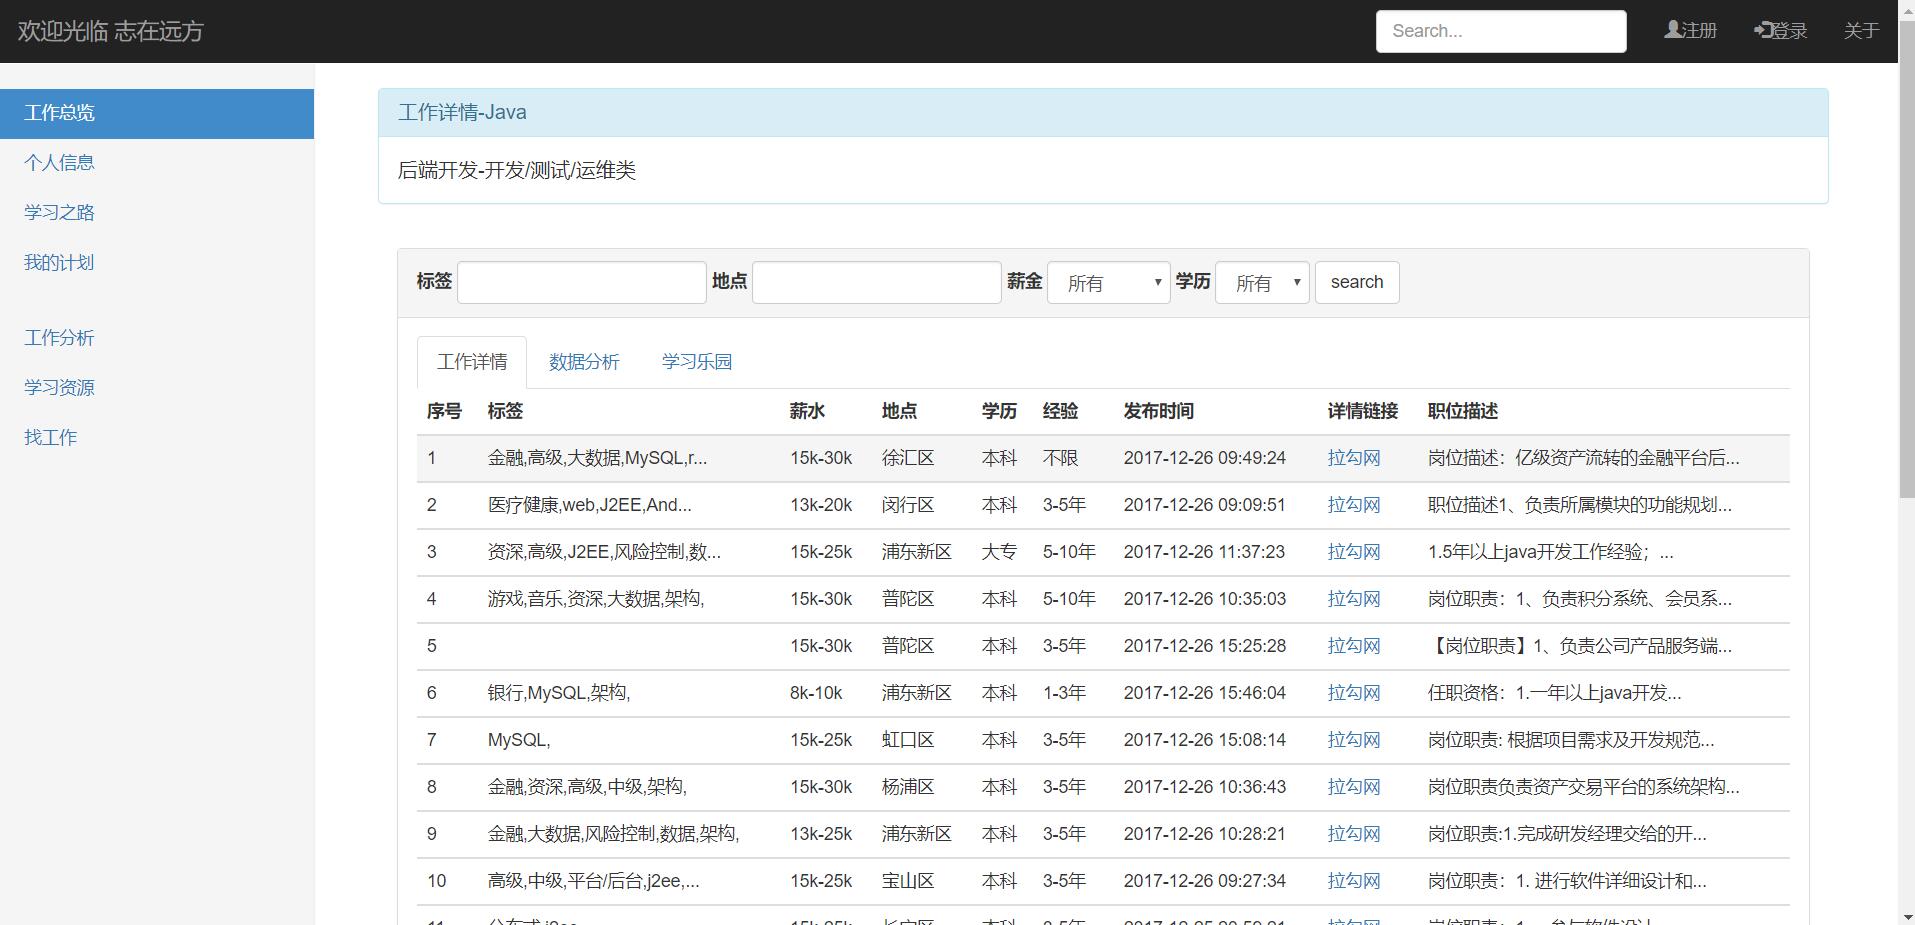 欢迎光临 志在远方 Search... 注册 登录 关于
工作总览
个人信息
学习之路
我的计划
工作分析
学习资源
找工作
工作详情-Java
后端开发-开发/测试/运维类
标签 地点 薪金 所有 学历 所有 search
工作详情 数据分析 学习乐园
序号 标签 薪水 地点 学历 经验 发布时间 详情链接 职位描述
1 金融,高级,大数据,MySQL,r... 15k-30k 徐汇区 本科 不限 2017-12-26 09:49:24 拉勾网 岗位描述：亿级资产流转的金融平台后...
2 医疗健康,web,J2EE,And... 13k-20k 闵行区 本科 3-5年 2017-12-26 09:09:51 拉勾网 职位描述1、负责所属模块的功能规划...
3 资深,高级,J2EE,风险控制,数... 15k-25k 浦东新区 大专 5-10年 2017-12-26 11:37:23 拉勾网 1.5年以上java开发工作经验；...
4 游戏,音乐,资深,大数据,架构, 15k-30k 普陀区 本科 5-10年 2017-12-26 10:35:03 拉勾网 岗位职责：1、负责积分系统、会员系...
5 15k-30k 普陀区 本科 3-5年 2017-12-26 15:25:28 拉勾网 【岗位职责】1、负责公司产品服务端...
6 银行,MySQL,架构, 8k-10k 浦东新区 本科 1-3年 2017-12-26 15:46:04 拉勾网 任职资格：1.一年以上java开发...
7 MySQL, 15k-25k 虹口区 本科 3-5年 2017-12-26 15:08:14 拉勾网 岗位职责: 根据项目需求及开发规范...
8 金融,资深,高级,中级,架构, 15k-30k 杨浦区 本科 3-5年 2017-12-26 10:36:43 拉勾网 岗位职责负责资产交易平台的系统架构...
9 金融,大数据,风险控制,数据,架构, 13k-25k 浦东新区 本科 3-5年 2017-12-26 10:28:21 拉勾网 岗位职责:1.完成研发经理交给的开...
10 高级,中级,平台/后台,j2ee,... 15k-25k 宝山区 本科 3-5年 2017-12-26 09:27:34 拉勾网 岗位职责：1. 进行软件详细设计和...